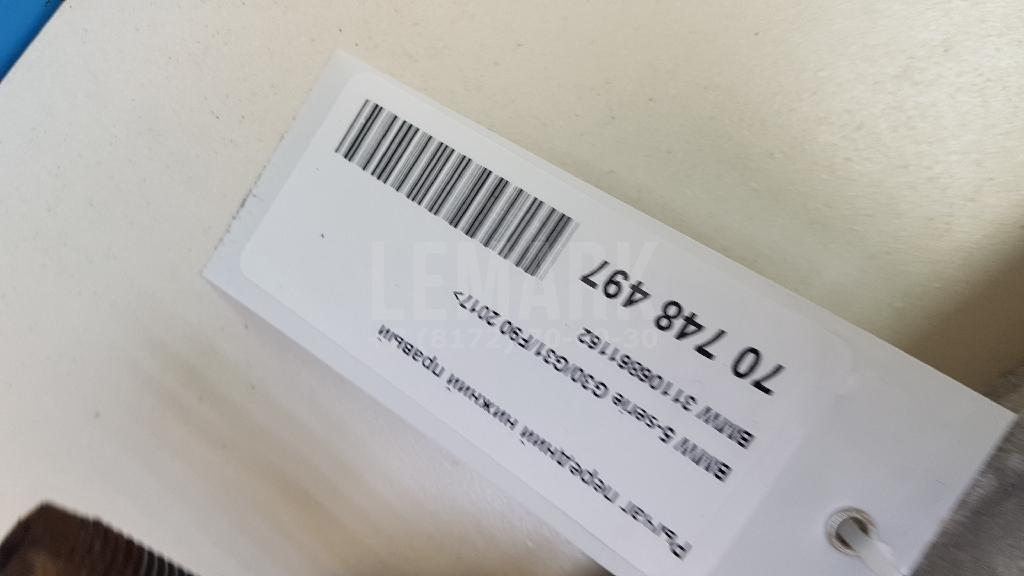 Рычаг передний нижний правый
BMW 5-serie G30/G31/F90 2017>
BMW 31106861162
70 748 497
LEMARK